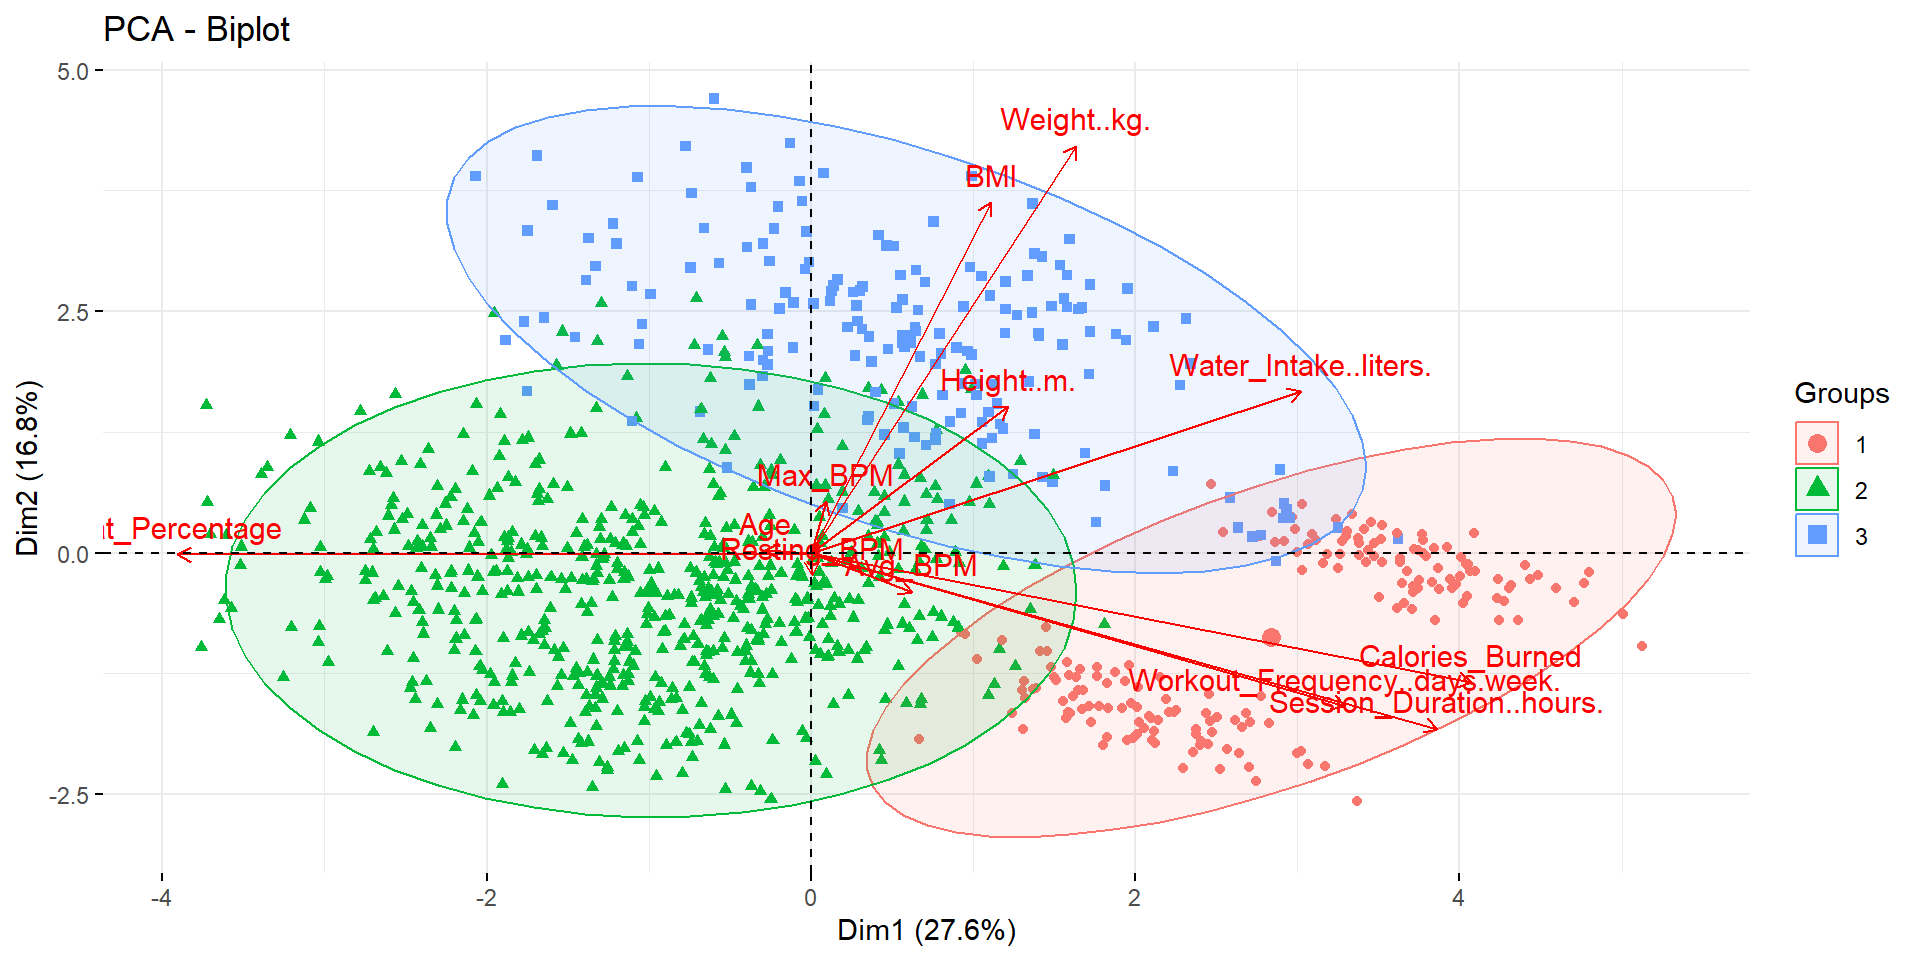 PCA - Biplot
5.0
Weight..kg.
BMI
2.5
Water_Intake..liters.
Height..m.
Max_BPM
Age
t_Percentage
0.0
Resting_BPM
Avg_BPM
Calories_Burned
Workout_Frequency..days.week.
Session_Duration..hours.
-2.5
-4
-2
0
2
4
Dim1 (27.6%)
Dim2 (16.8%)
Groups
1
2
3